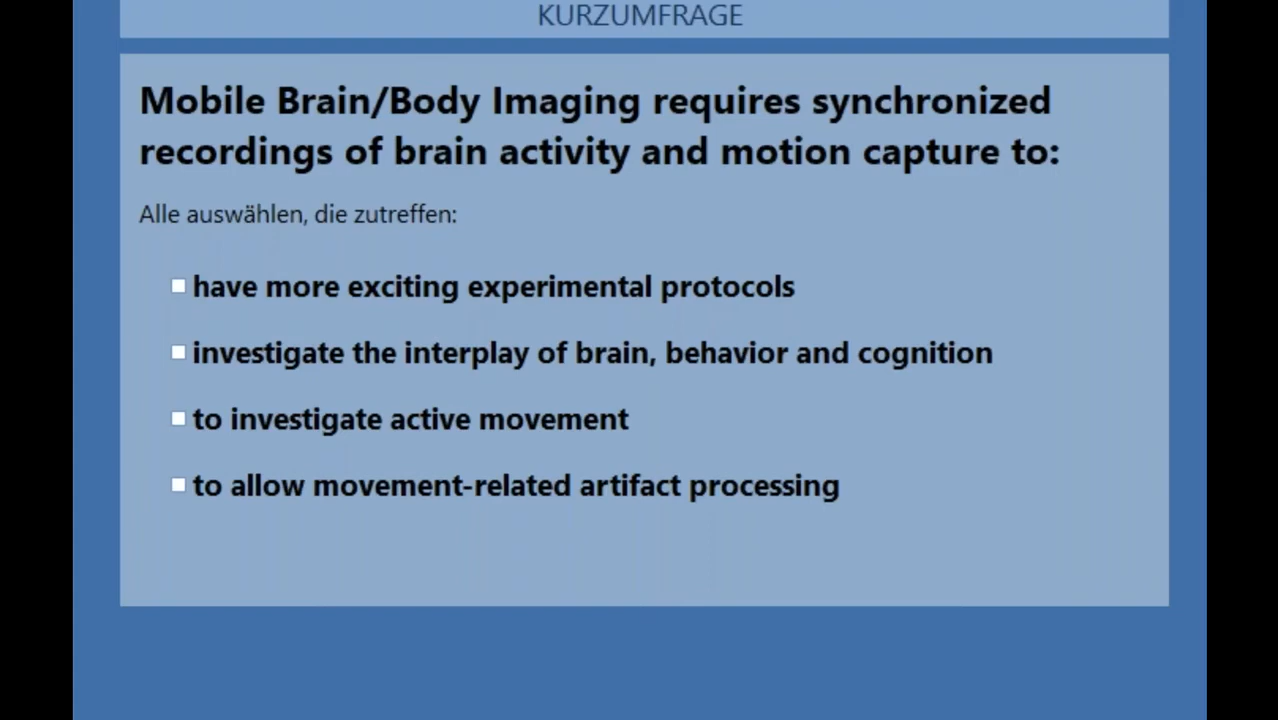 KURZUMFRAGE
Mobile Brain/Body Imaging requires synchronized
recordings of brain activity and motion capture to:
Alle auswählen, die zutreffen:
have more exciting experimental protocols
investigate the interplay of brain, behavior and cognition
to investigate active movement
to allow movement-related artifact processing